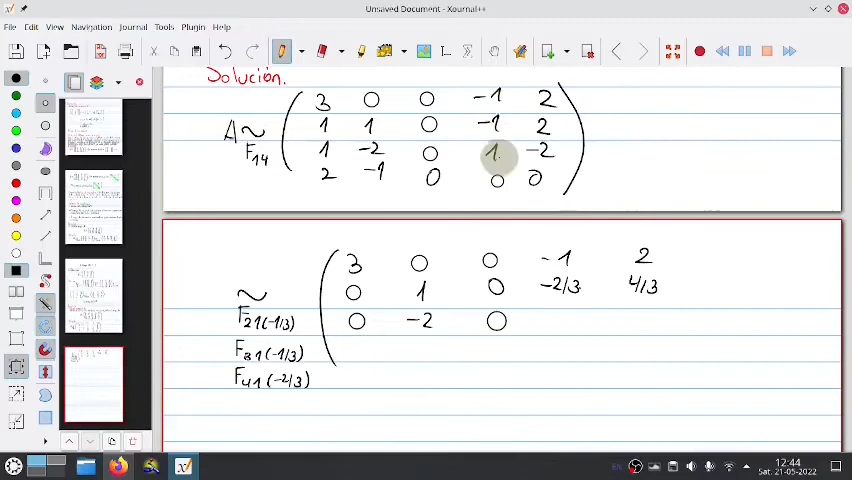 Unsaved Document - Xournal++
File Edit View Navigation Journal Tools Plugin Help
Solución.
3 0 0 -1 2
A ~ 1 1 0 -1 2
F14 1 -2 0 1 -2
2 -1 0 0 0
3 0 0 -1 2
~ 0 1 0 -2/3 4/3
F21(-1/3) 0 -2 0
F31(-1/3)
F41(-2/3)
EN 12:44
Sat. 21-05-2022